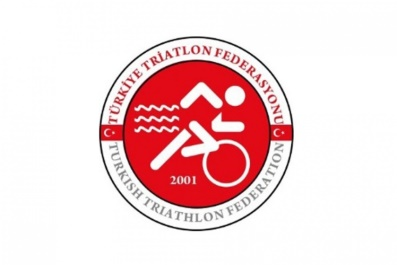 TÜRKİYE TRİATLON FEDERASYONU
2001
TURKISH TRIATHLON FEDERATION